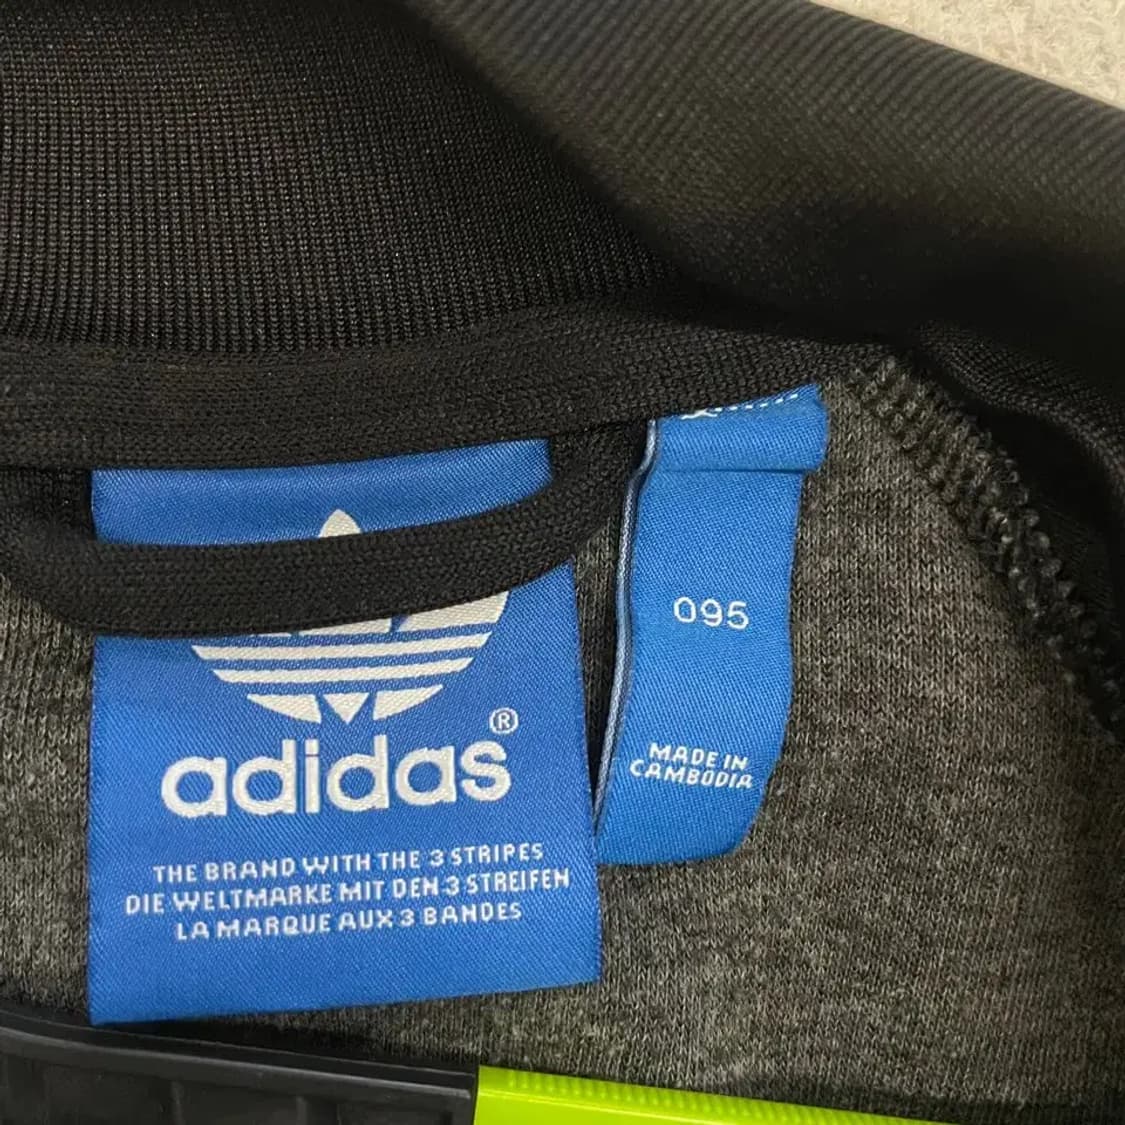 adidas®
THE BRAND WITH THE 3 STRIPES
DIE WELTMARKE MIT DEN 3 STREIFEN
LA MARQUE AUX 3 BANDES
095
MADE IN
CAMBODIA